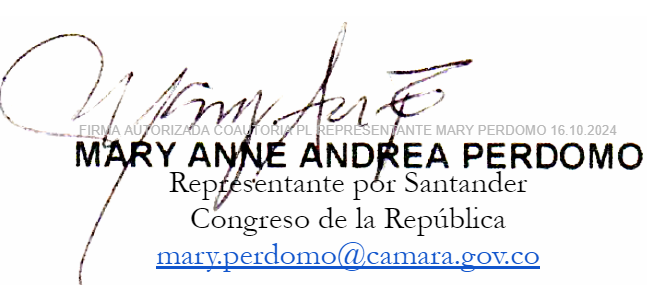 FIRMA AUTORIZADA COAUTORIA PL REPRESENTANTE MARY PERDOMO 16.10.2024
MARY ANNE ANDREA PERDOMO
Representante por Santander
Congreso de la República
mary.perdomo@camara.gov.co